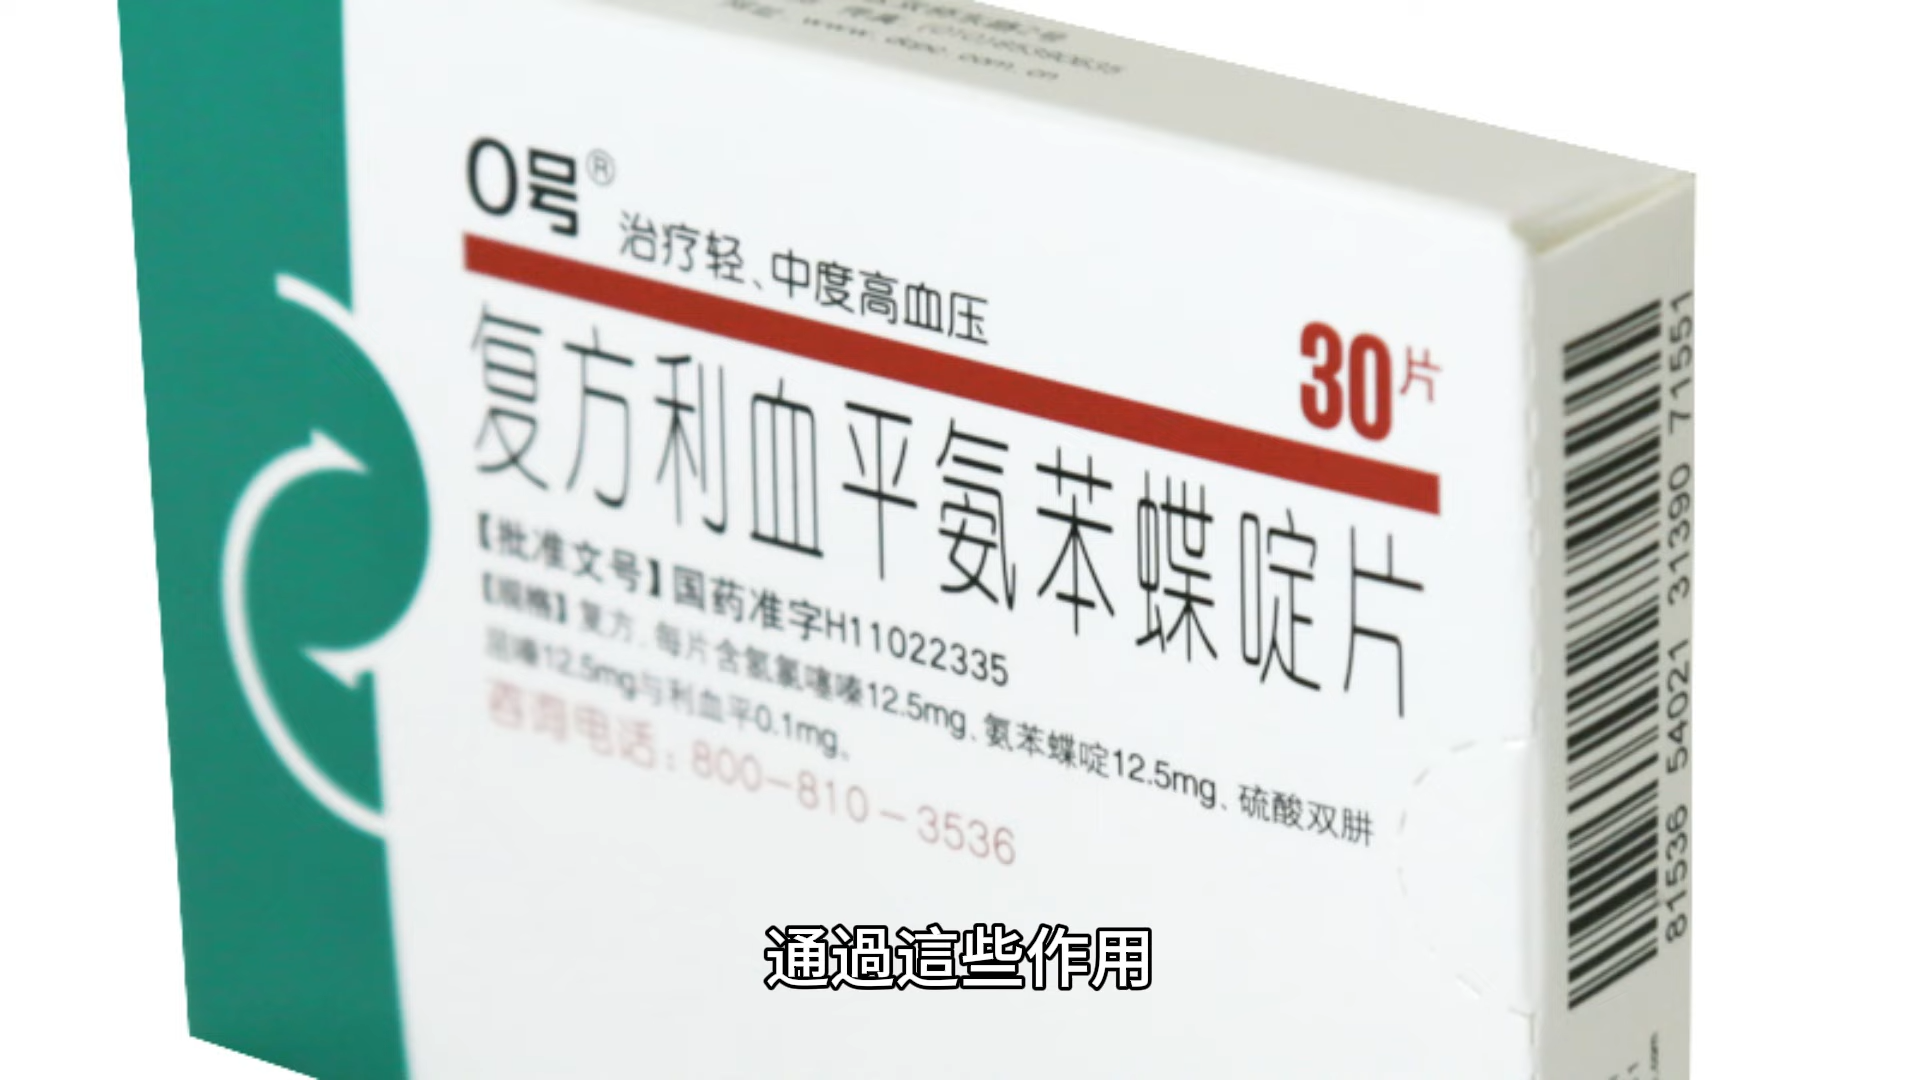 0号®
治疗轻、中度高血压
30片
复方利血平氨苯蝶啶片
【批准文号】国药准字H11022335
【规格】复方,每片含氢氯噻嗪12.5mg、氨苯蝶啶12.5mg、硫酸双肼
屈嗪12.5mg与利血平0.1mg。
咨询电话:800-810-3536
81536 54021 31390 71551
通過這些作用